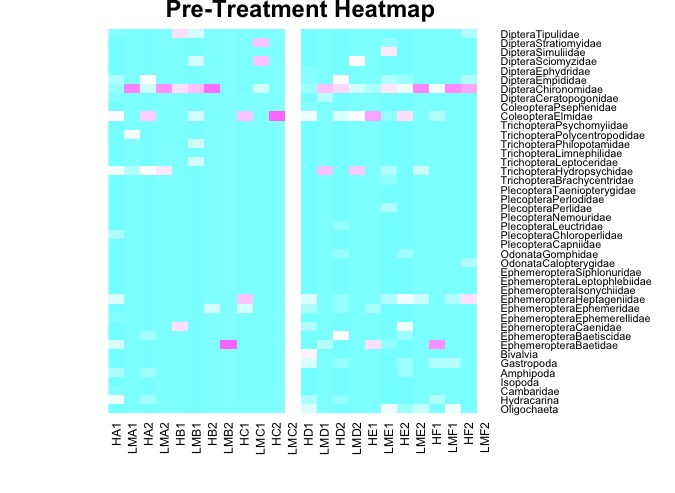 Pre-Treatment Heatmap
DipteraTipulidae
DipteraStratiomyidae
DipteraSimuliidae
DipteraSciomyzidae
DipteraEphydridae
DipteraEmpididae
DipteraChironomidae
DipteraCeratopogonidae
ColeopteraPsephenidae
ColeopteraElmidae
TrichopteraPsychomyiidae
TrichopteraPolycentropodidae
TrichopteraPhilopotamidae
TrichopteraLimnephilidae
TrichopteraLeptoceridae
TrichopteraHydropsychidae
TrichopteraBrachycentridae
PlecopteraTaeniopterygidae
PlecopteraPerlodidae
PlecopteraPerlidae
PlecopteraNemouridae
PlecopteraLeuctridae
PlecopteraChloroperlidae
PlecopteraCapniidae
OdonataGomphidae
OdonataCalopterygidae
EphemeropteraSiphlonuridae
EphemeropteraLeptophlebiidae
EphemeropteraIsonychiidae
EphemeropteraHeptageniidae
EphemeropteraEphemeridae
EphemeropteraEphemerellidae
EphemeropteraCaenidae
EphemeropteraBaetiscidae
EphemeropteraBaetidae
Bivalvia
Gastropoda
Amphipoda
Isopoda
Cambaridae
Hydracarina
Oligochaeta
HA1
LMA1
HA2
LMA2
HB1
LMB1
HB2
LMB2
HC1
LMC1
HC2
LMC2
HD1
LMD1
HD2
LMD2
HE1
LME1
HE2
LME2
HF1
LMF1
HF2
LMF2